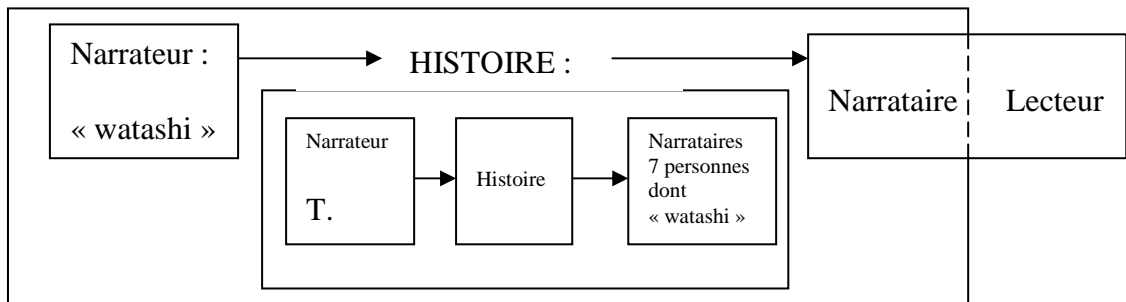 Narrateur :
« watashi »
HISTOIRE :
Narrateur
T.
Histoire
Narrataires
7 personnes
dont
« watashi »
Narrataire
Lecteur